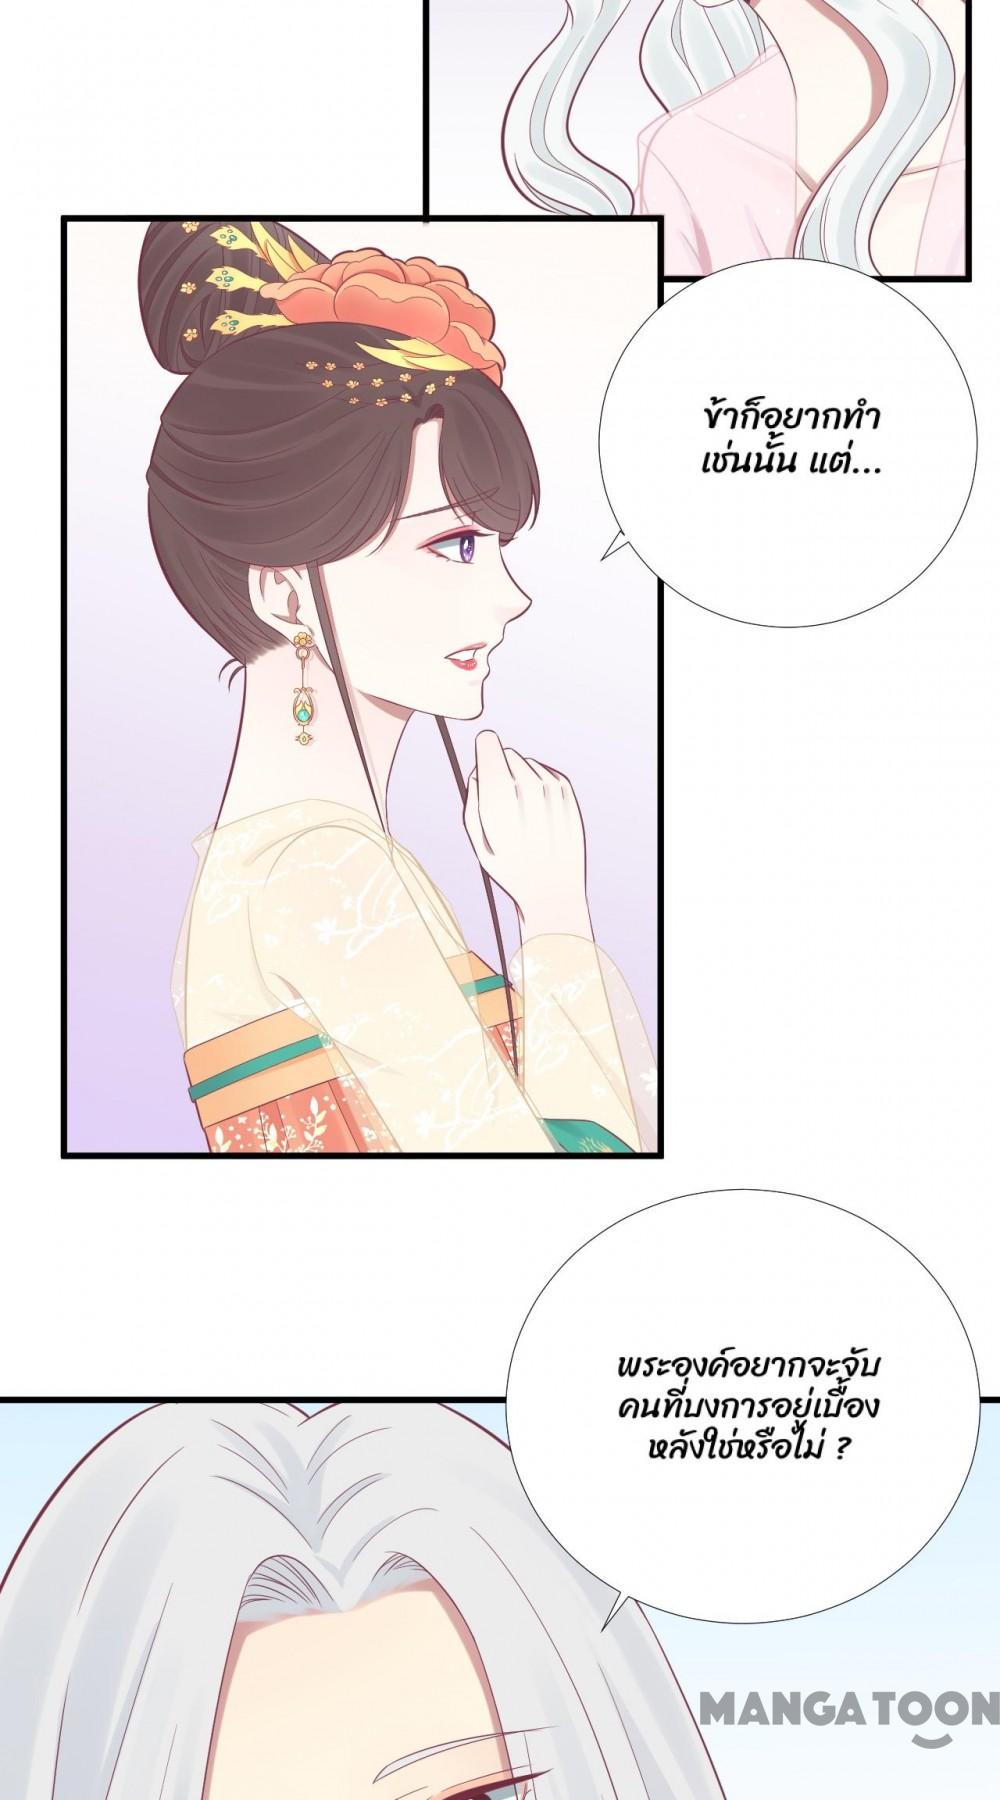 ข้าก็อยากทำ
เช่นนั้น แต่...
พระองค์อยากจะจับ
คนที่บงการอยู่เบื้อง
หลังใช่หรือไม่ ?
MANGATOON